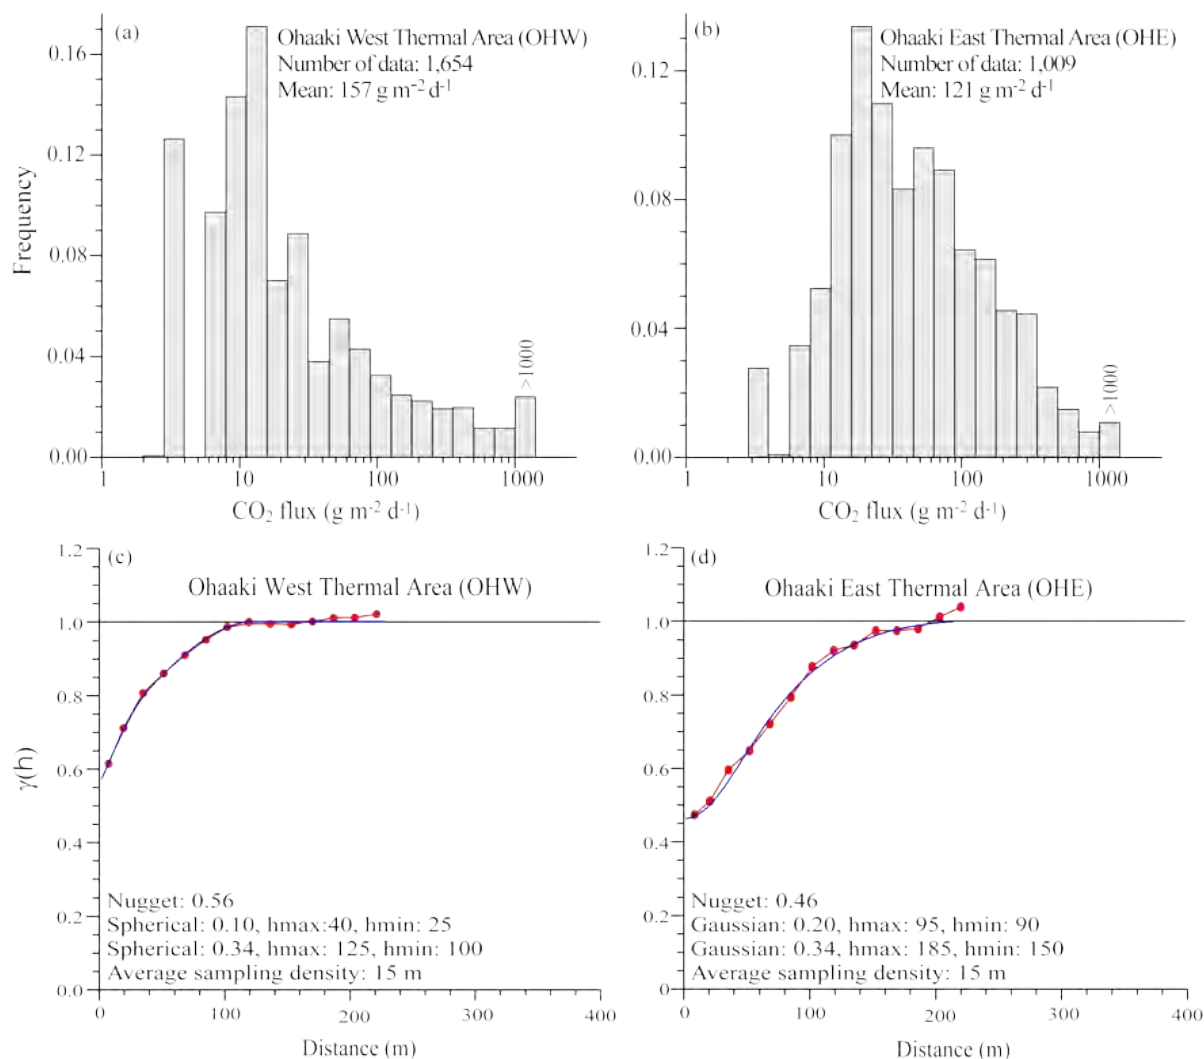 (a)
Ohaaki West Thermal Area (OHW)
Number of data: 1,654
Mean: 157 g m⁻² d⁻¹
>1000
Frequency
0.16
0.12
0.08
0.04
0.00
1
10
100
1000
CO₂ flux (g m⁻² d⁻¹)
(b)
Ohaaki East Thermal Area (OHE)
Number of data: 1,009
Mean: 121 g m⁻² d⁻¹
>1000
0.12
0.08
0.04
0.00
1
10
100
1000
CO₂ flux (g m⁻² d⁻¹)
(c)
Ohaaki West Thermal Area (OHW)
γ(h)
1.2
1.0
0.8
0.6
0.4
0.2
0.0
Nugget: 0.56
Spherical: 0.10, hmax:40, hmin: 25
Spherical: 0.34, hmax: 125, hmin: 100
Average sampling density: 15 m
0
100
200
300
400
Distance (m)
(d)
Ohaaki East Thermal Area (OHE)
1.2
1.0
0.8
0.6
0.4
0.2
0.0
Nugget: 0.46
Gaussian: 0.20, hmax: 95, hmin: 90
Gaussian: 0.34, hmax: 185, hmin: 150
Average sampling density: 15 m
0
100
200
300
400
Distance (m)